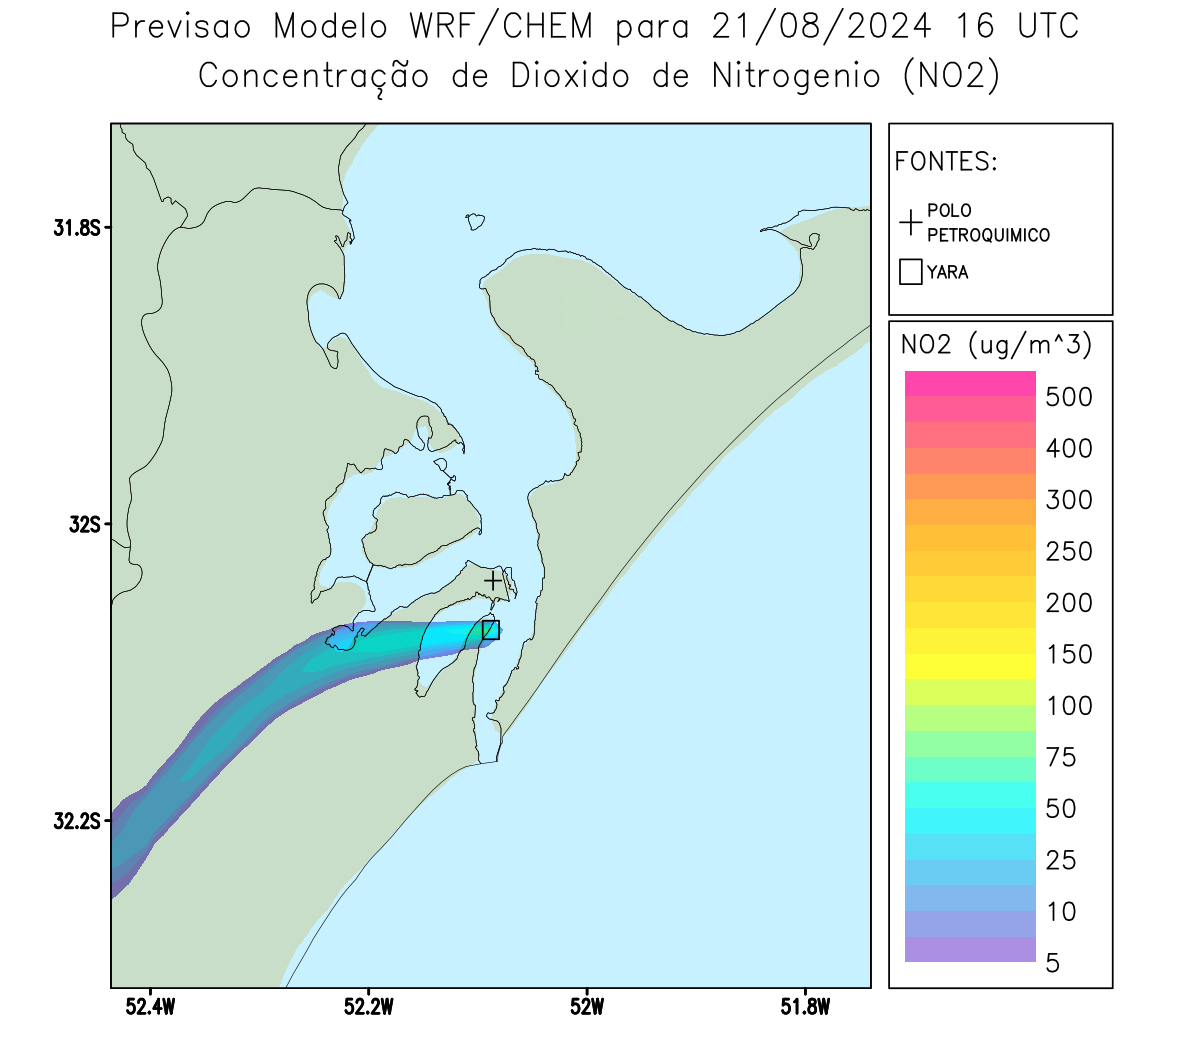 Previsao Modelo WRF/CHEM para 21/08/2024 16 UTC
Concentração de Dioxido de Nitrogenio (NO2)
31.8S
32S
32.2S
52.4W
52.2W
52W
51.8W
FONTES:
POLO
PETROQUIMICO
YARA
NO2 (ug/m^3)
500
400
300
250
200
150
100
75
50
25
10
5